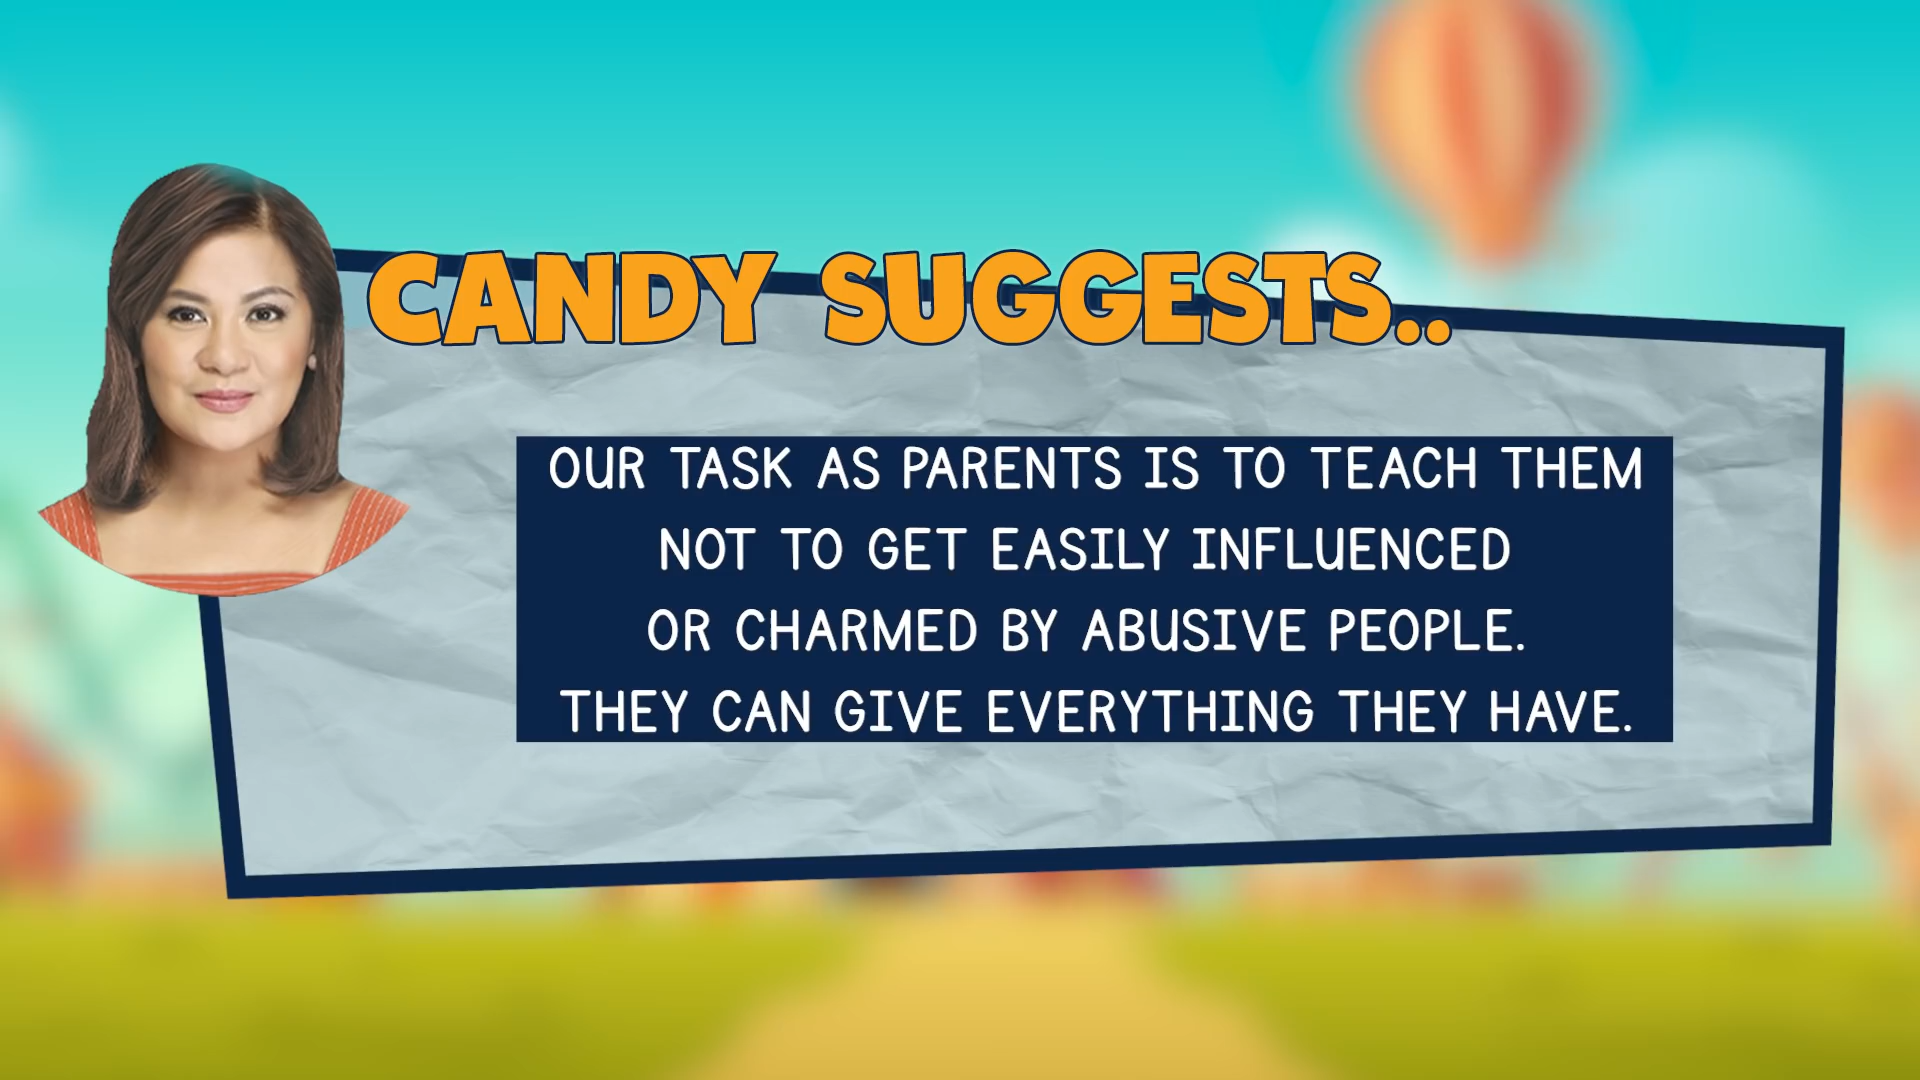 CANDY SUGGESTS..
OUR TASK AS PARENTS IS TO TEACH THEM
NOT TO GET EASILY INFLUENCED
OR CHARMED BY ABUSIVE PEOPLE.
THEY CAN GIVE EVERYTHING THEY HAVE.